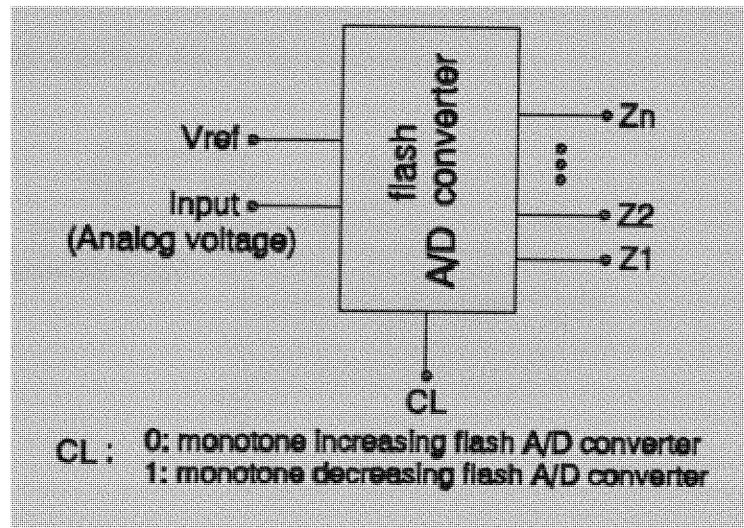 Vref
Input
(Analog voltage)
flash
A/D converter
Zn
Z2
Z1
CL
CL : 0: monotone increasing flash A/D converter
1: monotone decreasing flash A/D converter